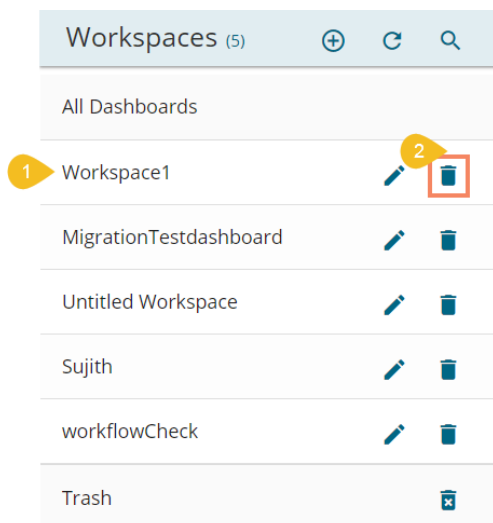 Workspaces (5)
All Dashboards
2
1 Workspace1
MigrationTestdashboard
Untitled Workspace
Sujith
workflowCheck
Trash